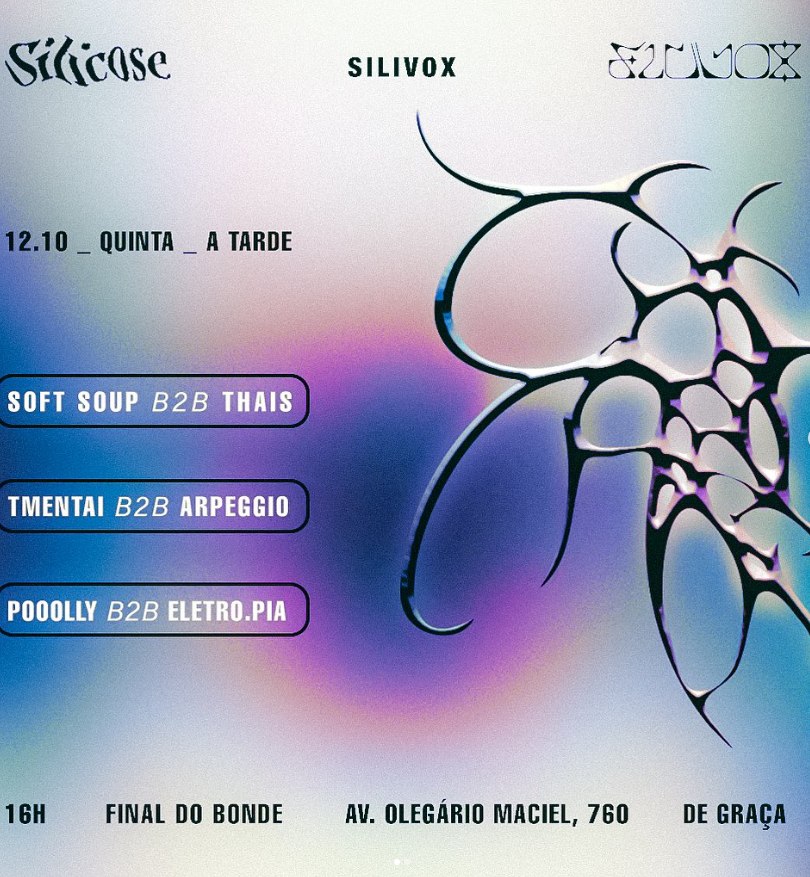 Silicose
SILIVOX
SILIVOX
12.10 _ QUINTA _ A TARDE
SOFT SOUP B2B THAIS
TMENTAI B2B ARPEGGIO
POOOLLY B2B ELETRO.PIA
16H FINAL DO BONDE AV. OLEGÁRIO MACIEL, 760 DE GRAÇA